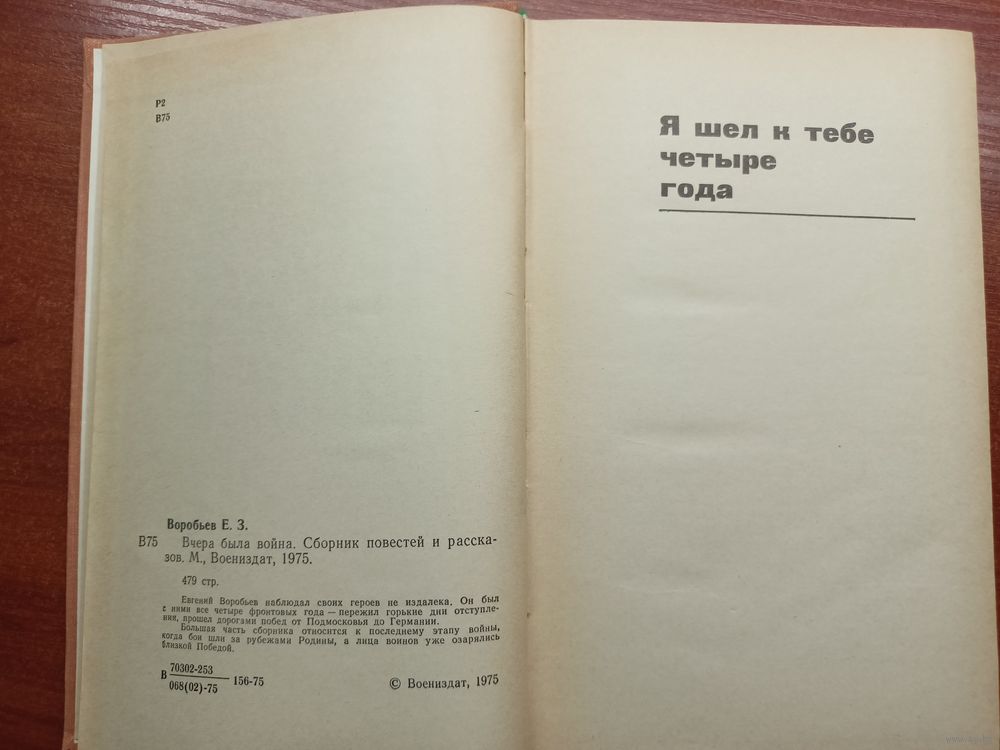 Р2
В75
Воробьев Е. З.
В75 Вчера была война. Сборник повестей и расска-
зов. М., Воениздат, 1975.
479 стр.
Евгений Воробьев наблюдал своих героев не издалека. Он был
с ними все четыре фронтовых года — пережил горькие дни отступле-
ния, прошел дорогами побед от Подмосковья до Германии.
Большая часть сборника относится к последнему этапу войны,
когда бои шли за рубежами Родины, а лица воинов уже озарялись
близкой Победой.
В 70302-253
068(02)-75 156-75
© Воениздат, 1975
Я шел к тебе
четыре
года